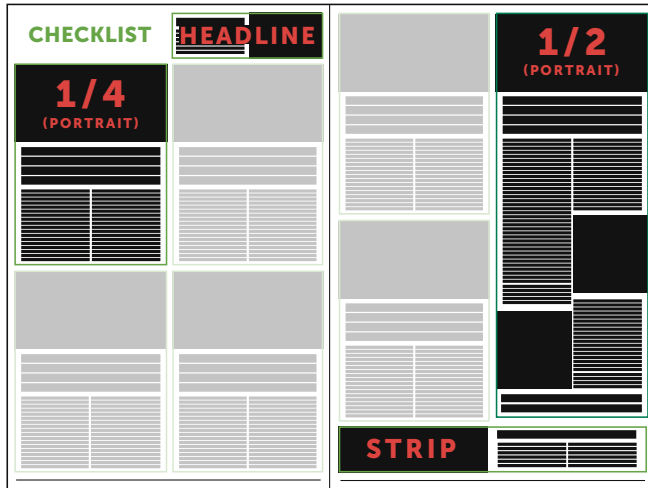 CHECKLIST
HEADLINE
1/4
(PORTRAIT)
1/2
(PORTRAIT)
STRIP